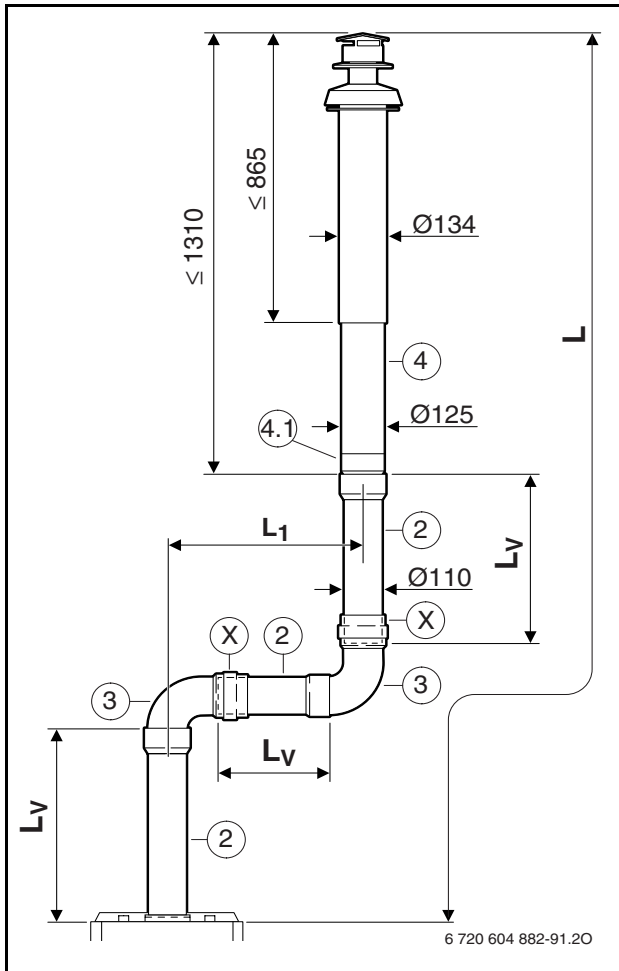 ≤ 1310
≤ 865
Ø134
L
4
Ø125
4.1
L1
2
LV
Ø110
X
X
2
3
3
LV
LV
2
6 720 604 882-91.2O